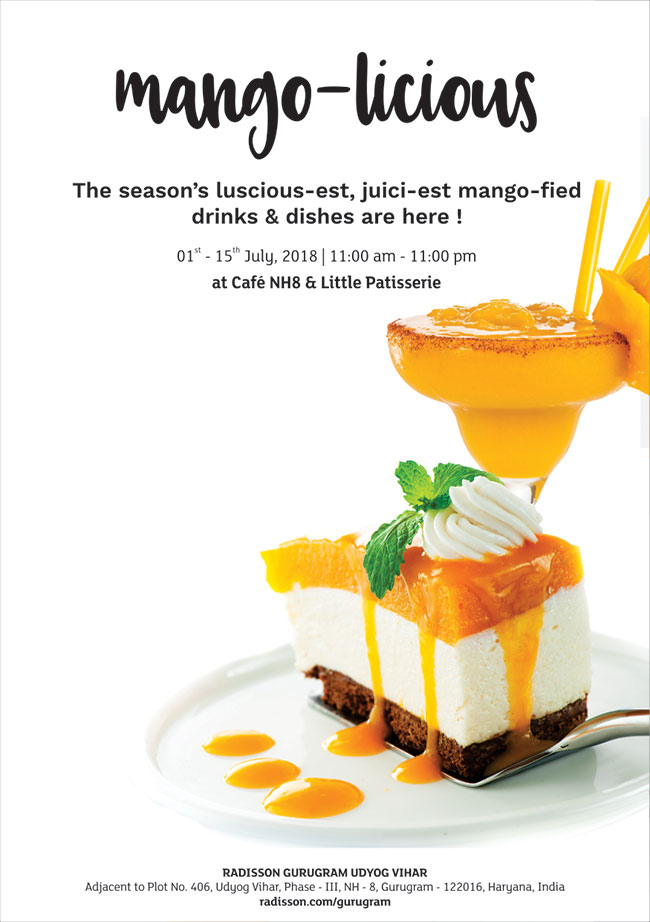 mango-licious
The season's luscious-est, juici-est mango-fied
drinks & dishes are here !
01st - 15th July, 2018 | 11:00 am - 11:00 pm
at Café NH8 & Little Patisserie
RADISSON GURUGRAM UDYOG VIHAR
Adjacent to Plot No. 406, Udyog Vihar, Phase - III, NH - 8, Gurugram - 122016, Haryana, India
radisson.com/gurugram